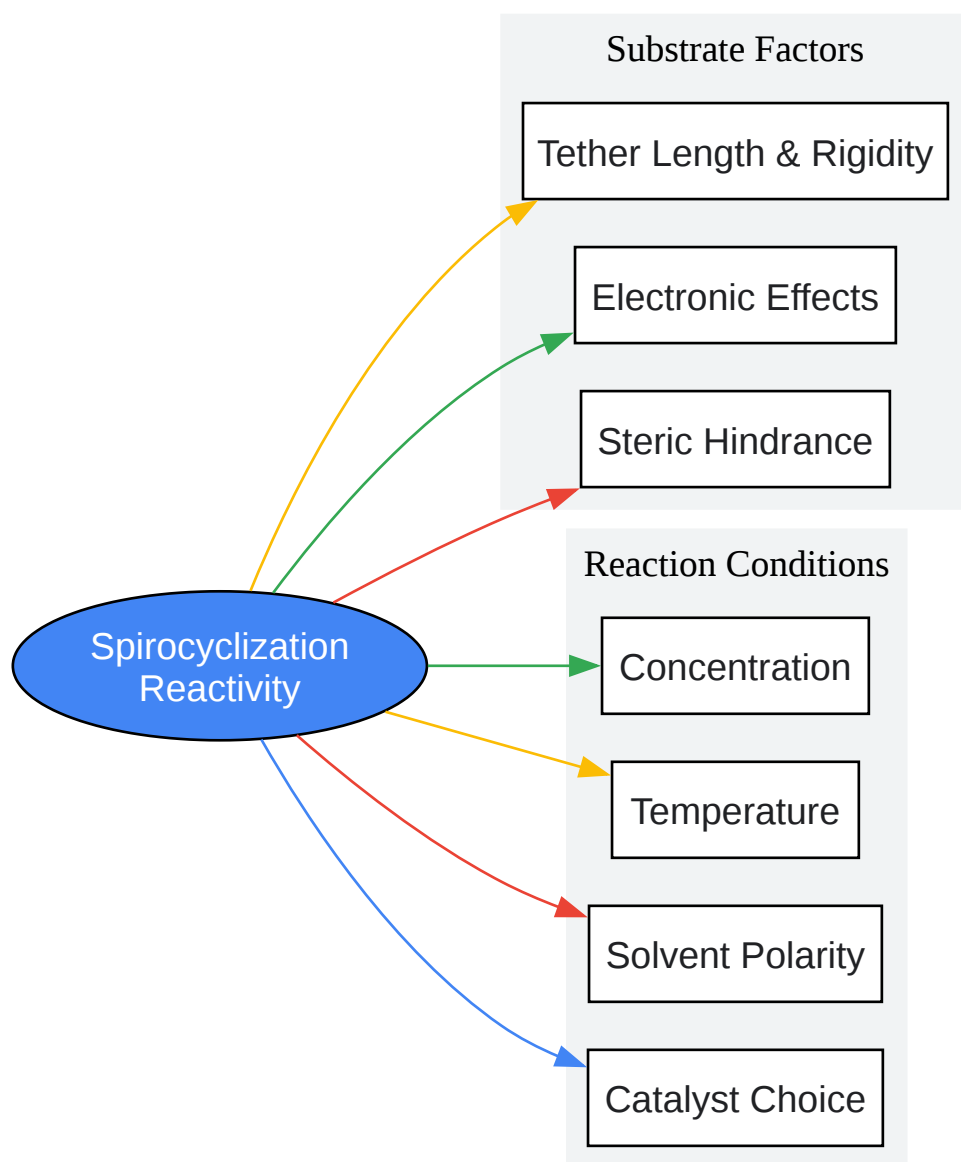 Substrate Factors
Tether Length & Rigidity
Electronic Effects
Steric Hindrance
Reaction Conditions
Spirocyclization
Reactivity
Concentration
Temperature
Solvent Polarity
Catalyst Choice